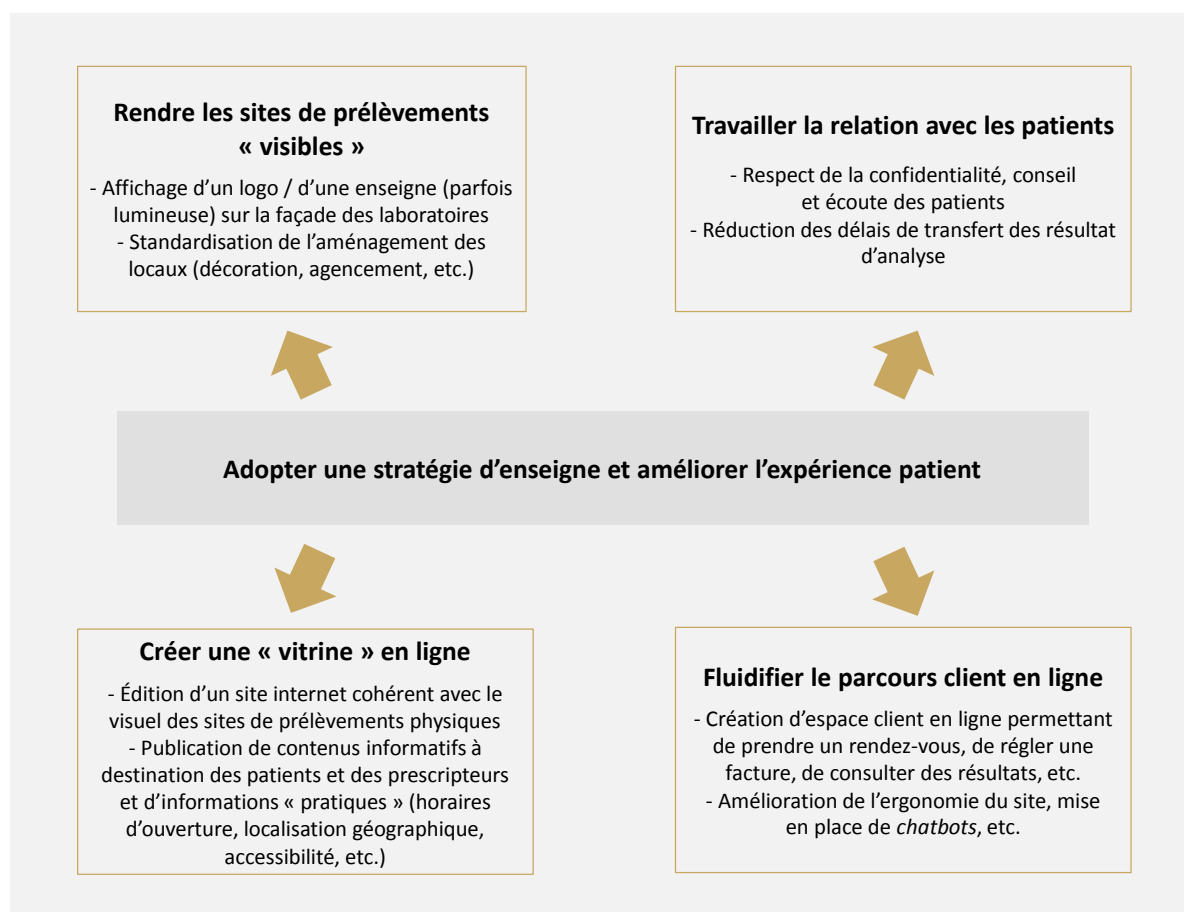 Rendre les sites de prélèvements
« visibles »
- Affichage d’un logo / d’une enseigne (parfois
lumineuse) sur la façade des laboratoires
- Standardisation de l’aménagement des
locaux (décoration, agencement, etc.)
Travailler la relation avec les patients
- Respect de la confidentialité, conseil
et écoute des patients
- Réduction des délais de transfert des résultat
d’analyse
Adopter une stratégie d’enseigne et améliorer l’expérience patient
Créer une « vitrine » en ligne
- Édition d’un site internet cohérent avec le
visuel des sites de prélèvements physiques
- Publication de contenus informatifs à
destination des patients et des prescripteurs
et d’informations « pratiques » (horaires
d’ouverture, localisation géographique,
accessibilité, etc.)
Fluidifier le parcours client en ligne
- Création d’espace client en ligne permettant
de prendre un rendez-vous, de régler une
facture, de consulter des résultats, etc.
- Amélioration de l’ergonomie du site, mise
en place de chatbots, etc.